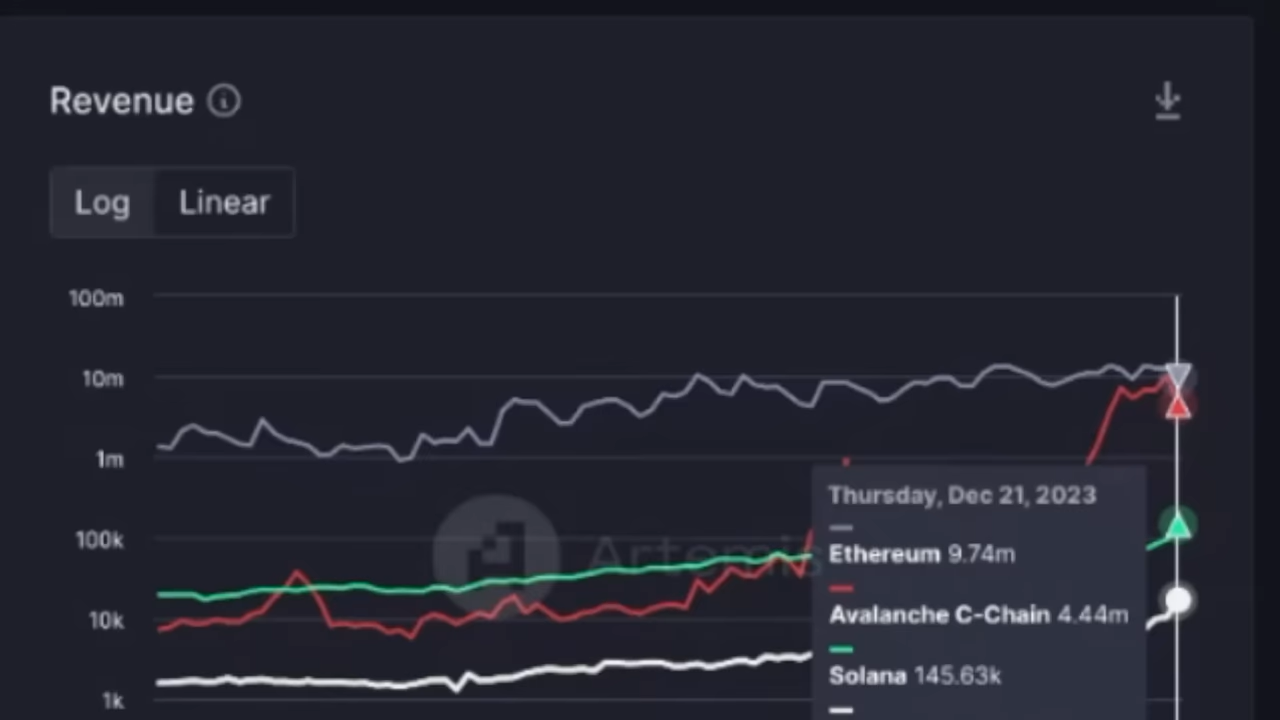 Revenue
Log Linear
100m
10m
1m
100k
10k
1k
Artemis
Thursday, Dec 21, 2023
Ethereum 9.74m
Avalanche C-Chain 4.44m
Solana 145.63k